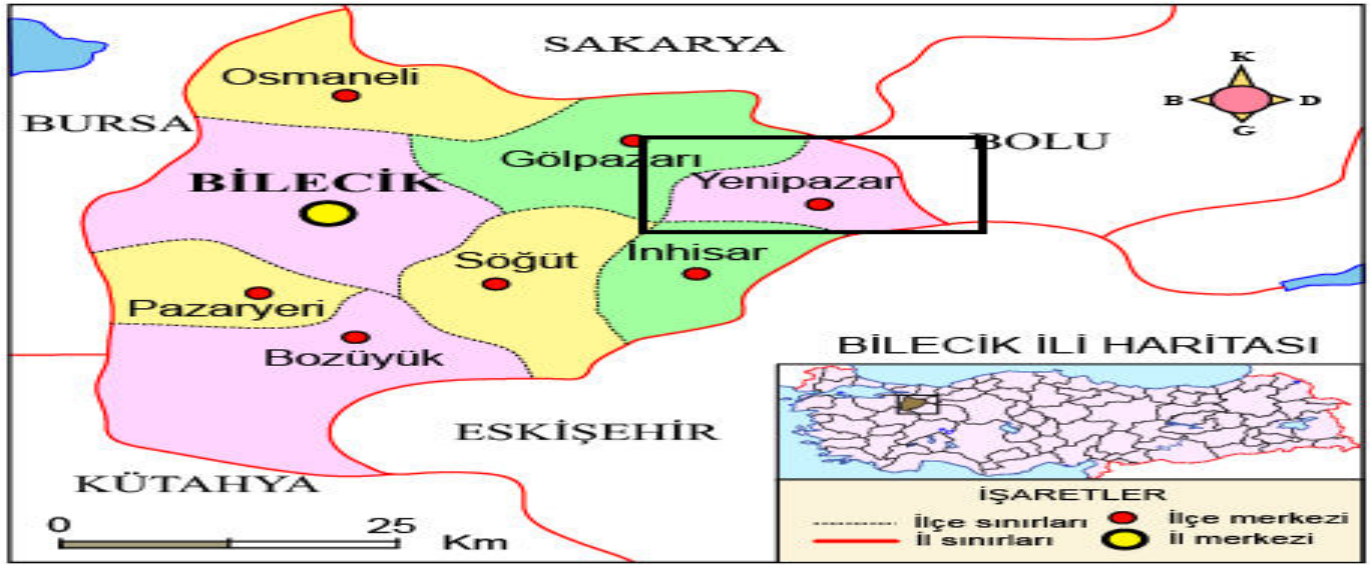 SAKARYA
Osmaneli
K
B D
G
BURSA
BOLU
Gölpazarı
BİLECİK
Yenipazar
Söğüt
İnhisar
Pazaryeri
Bozüyük
BİLECİK İLİ HARİTASI
ESKİŞEHİR
KÜTAHYA
0 25
Km
İŞARETLER
İlçe sınırları İlçe merkezi
İl sınırları İl merkezi